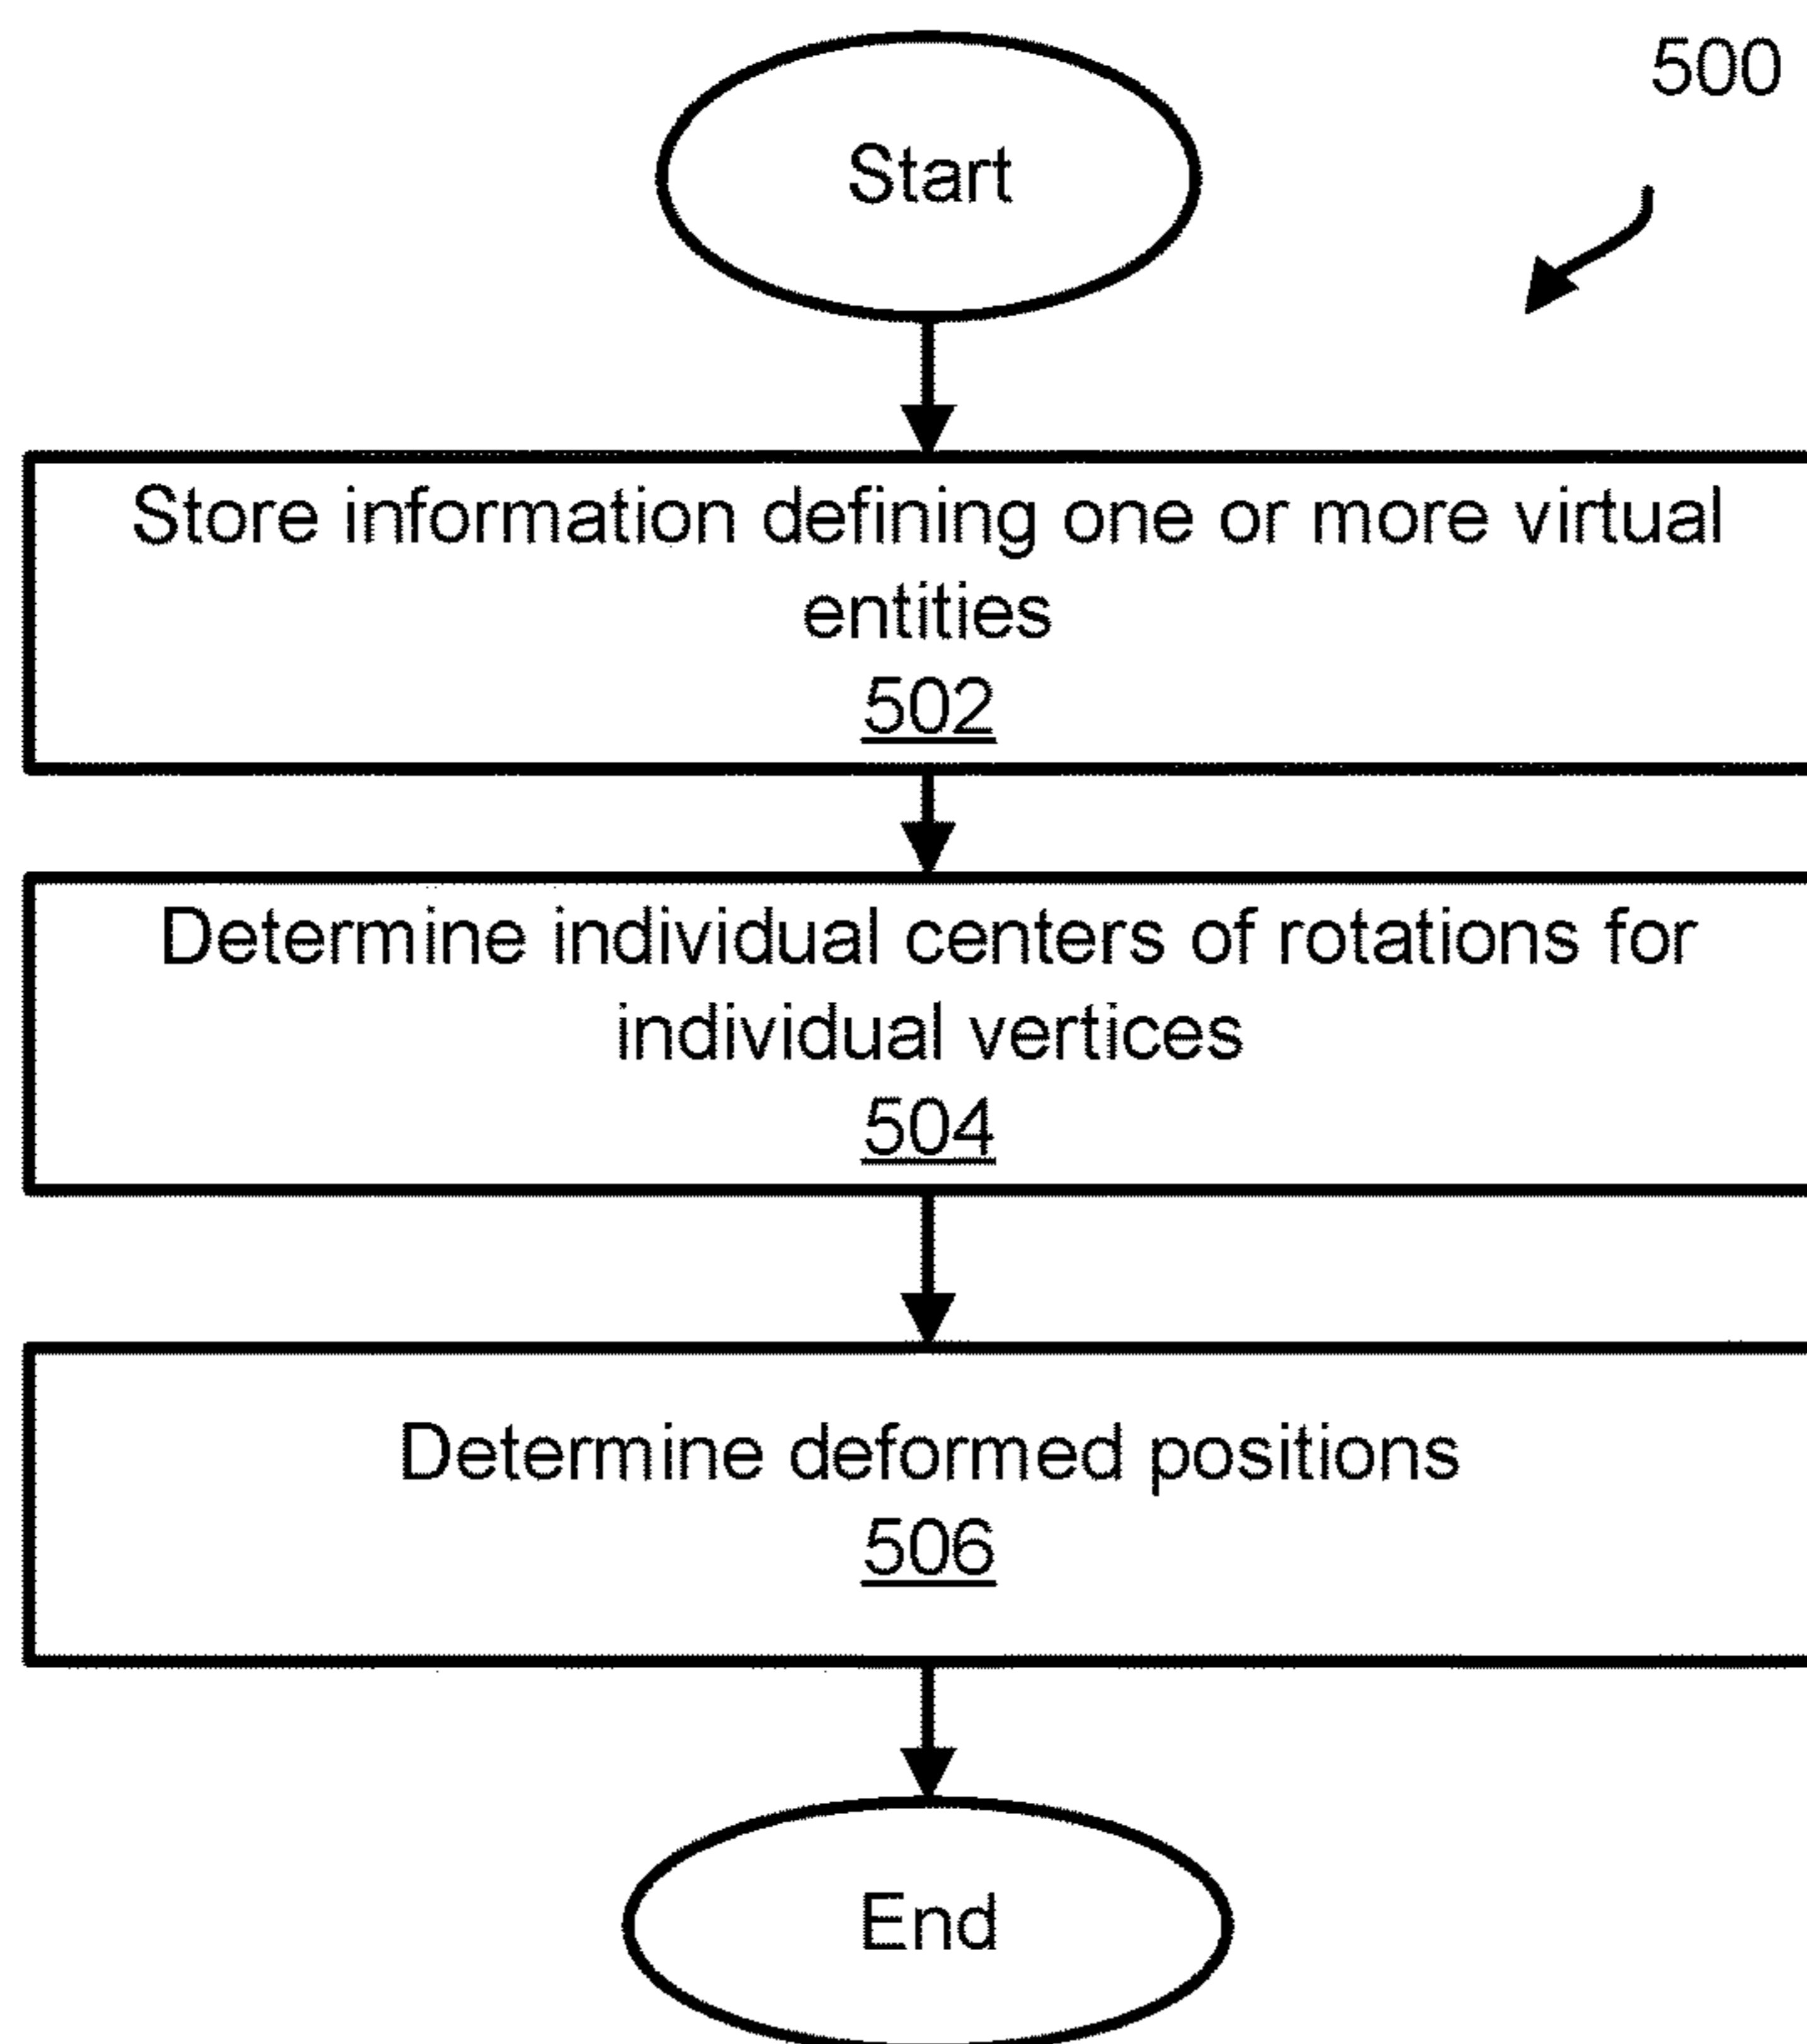 500
Start
Store information defining one or more virtual
entities
502
Determine individual centers of rotations for
individual vertices
504
Determine deformed positions
506
End